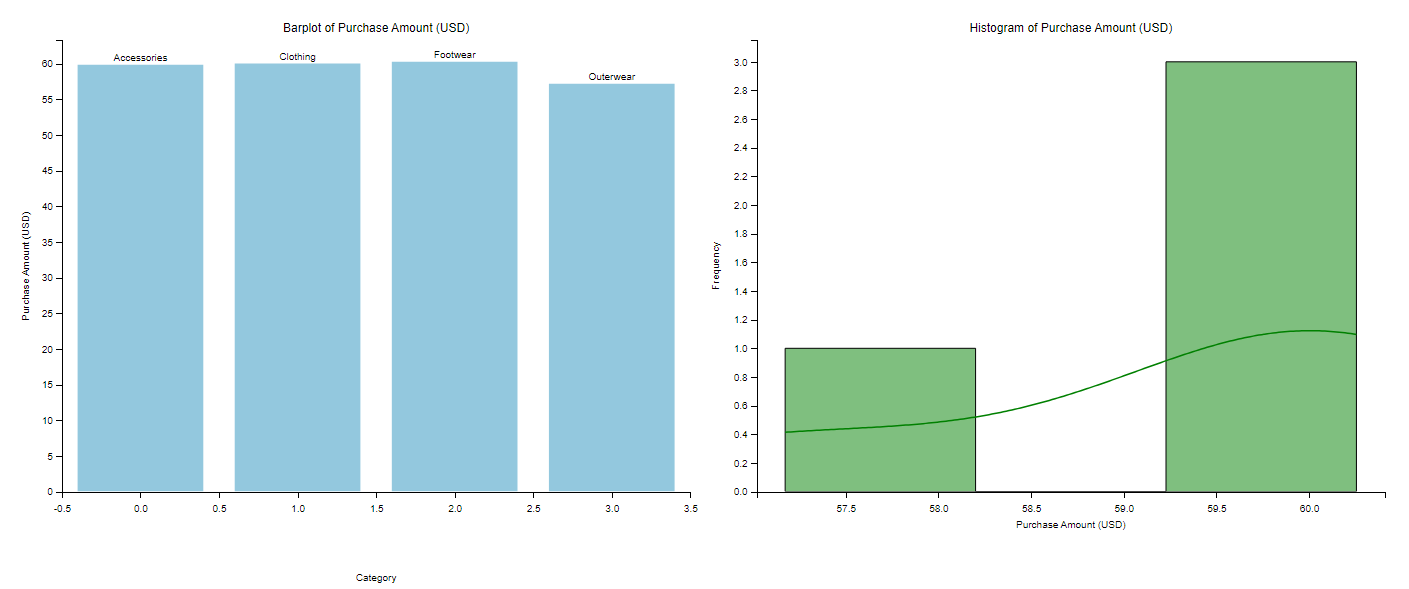 Barplot of Purchase Amount (USD)
Accessories
Clothing
Footwear
Outerwear
60
55
50
45
40
35
30
25
20
15
10
5
0
Purchase Amount (USD)
-0.5 0.0 0.5 1.0 1.5 2.0 2.5 3.0 3.5
Category
Histogram of Purchase Amount (USD)
3.0
2.8
2.6
2.4
2.2
2.0
1.8
1.6
1.4
1.2
1.0
0.8
0.6
0.4
0.2
0.0
Frequency
57.5 58.0 58.5 59.0 59.5 60.0
Purchase Amount (USD)